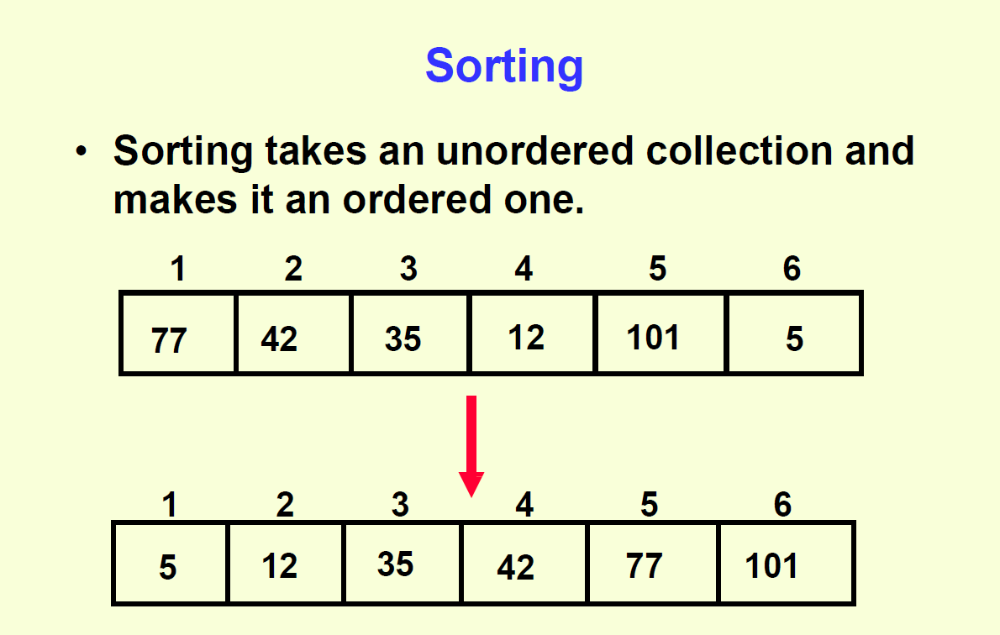 Sorting
• Sorting takes an unordered collection and
makes it an ordered one.
1 2 3 4 5 6
77 42 35 12 101 5
1 2 3 4 5 6
5 12 35 42 77 101